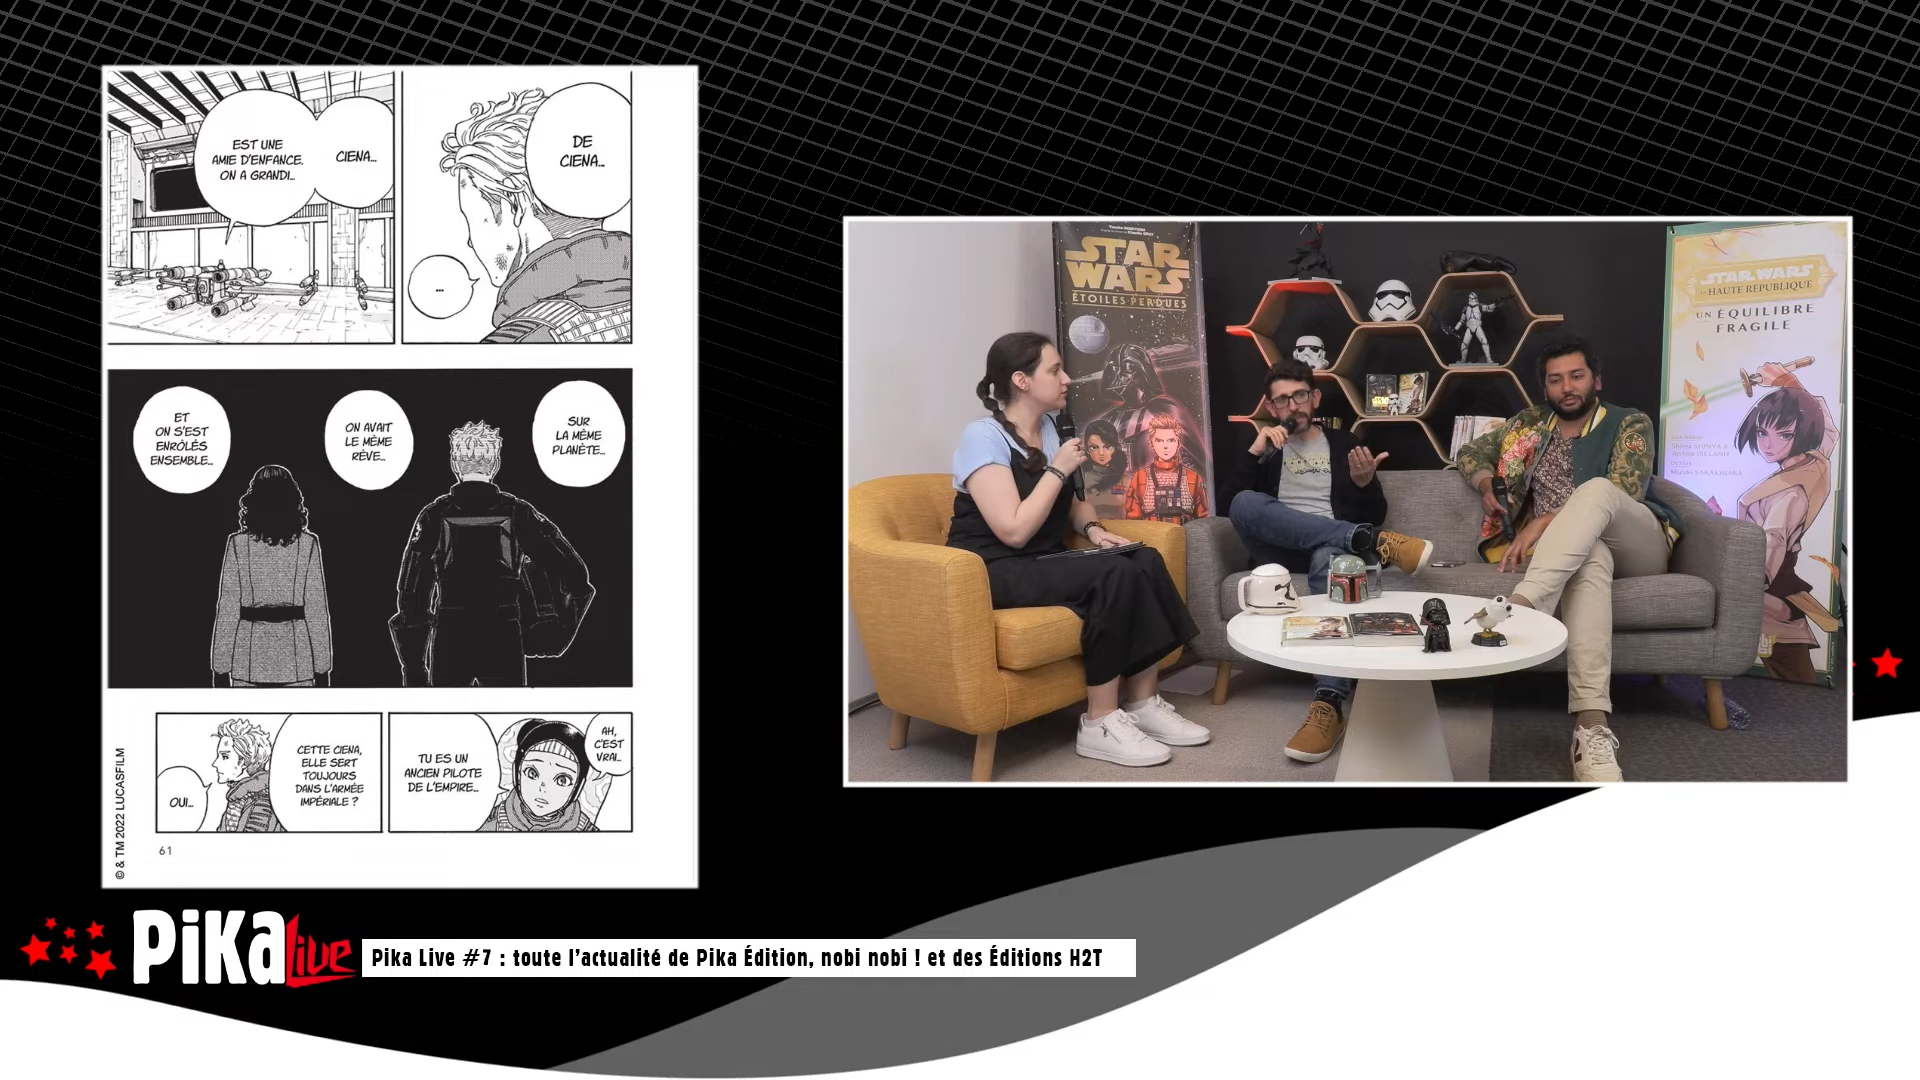 DE
CIENA...
...
CIENA...
EST UNE
AMIE D'ENFANCE.
ON A GRANDI...
SUR
LA MÊME
PLANÈTE...
ON AVAIT
LE MÊME
RÊVE...
ET
ON S'EST
ENRÔLÉS
ENSEMBLE...
AH,
C'EST
VRAI...
TU ES UN
ANCIEN PILOTE
DE L'EMPIRE...
CETTE CIENA,
ELLE SERT
TOUJOURS
DANS L'ARMÉE
IMPÉRIALE ?
OUI...
61
© & TM 2022 LUCASFILM
STAR
WARS
ÉTOILES PERDUES
STAR WARS
LA HAUTE RÉPUBLIQUE
UN ÉQUILIBRE
FRAGILE
PiKA Live
Pika Live #7 : toute l'actualité de Pika Édition, nobi nobi ! et des Éditions H2T